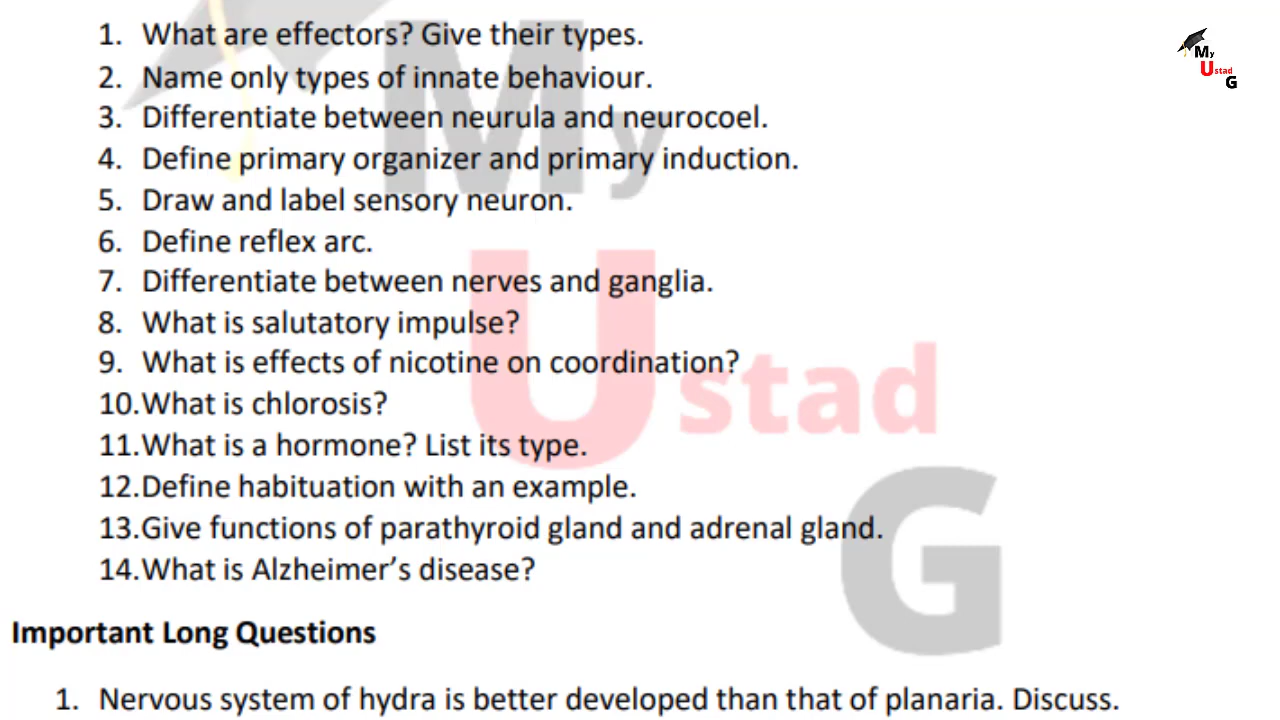 1. What are effectors? Give their types.
2. Name only types of innate behaviour.
3. Differentiate between neurula and neurocoel.
4. Define primary organizer and primary induction.
5. Draw and label sensory neuron.
6. Define reflex arc.
7. Differentiate between nerves and ganglia.
8. What is salutatory impulse?
9. What is effects of nicotine on coordination?
10.What is chlorosis?
11.What is a hormone? List its type.
12.Define habituation with an example.
13.Give functions of parathyroid gland and adrenal gland.
14.What is Alzheimer's disease?
Important Long Questions
1. Nervous system of hydra is better developed than that of planaria. Discuss.
My
Ustad
G
My
Ustad
G